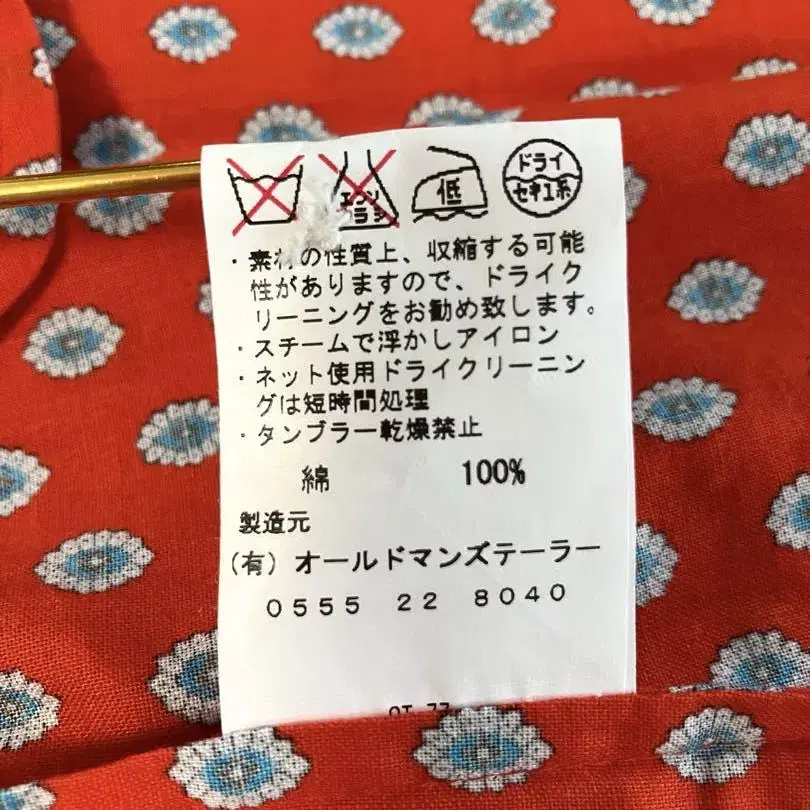 エンソ
サラシ
低
ドライ
セキユ系
・素材の性質上、収縮する可能
性がありますので、ドライク
リーニングをお勧め致します。
・スチームで浮かしアイロン
・ネット使用ドライクリーニン
グは短時間処理
・タンブラー乾燥禁止
綿 100%
製造元
(有) オールドマンズテーラー
0555 22 8040